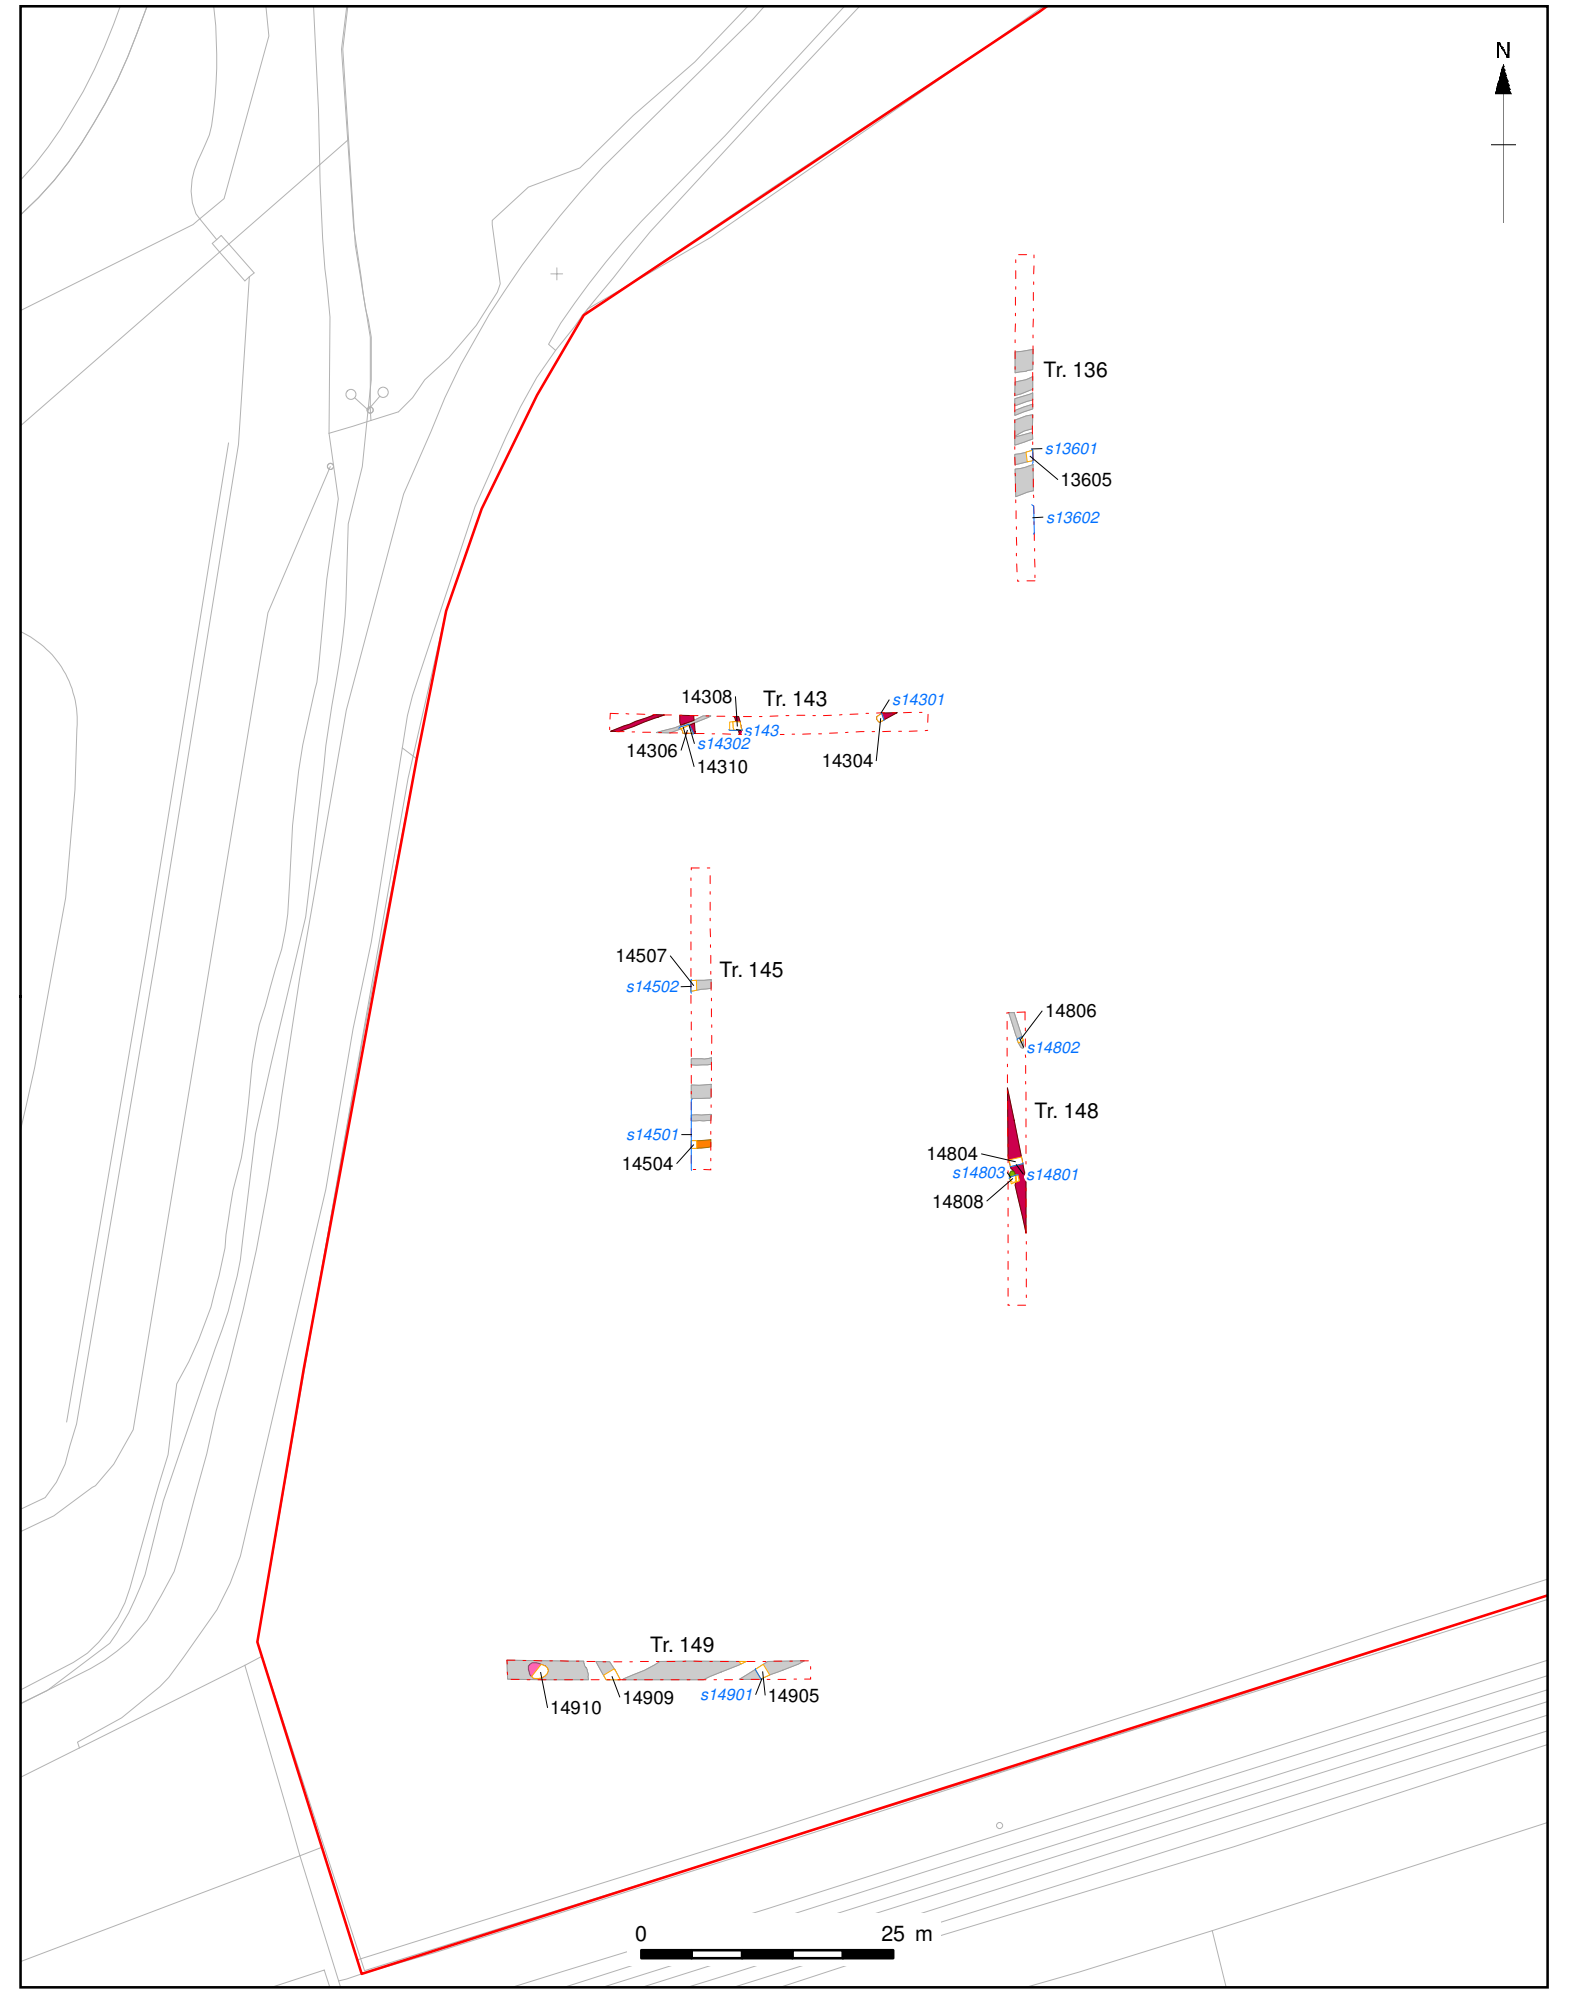 N
Tr. 136
s13601
13605
s13602
14308
Tr. 143
s14301
s143
14306
s14302
14310
14304
14507
Tr. 145
s14502
14806
s14802
Tr. 148
s14501
14504
14804
s14803
s14801
14808
Tr. 149
14910
14909
s14901
14905
0 25 m